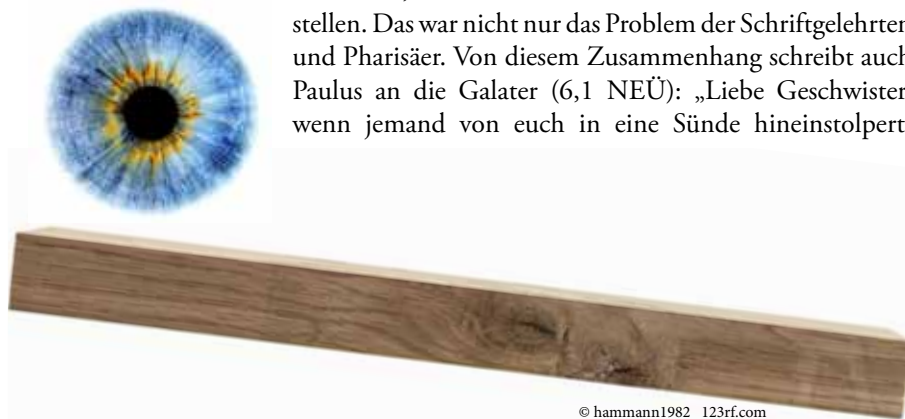 stellen. Das war nicht nur das Problem der Schriftgelehrten
und Pharisäer. Von diesem Zusammenhang schreibt auch
Paulus an die Galater (6,1 NEÜ): „Liebe Geschwister
wenn jemand von euch in eine Sünde hineinstolpert
© hammann1982 123rf.com